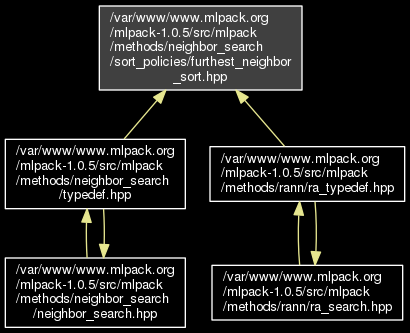 /var/www/www.mlpack.org
/mlpack-1.0.5/src/mlpack
/methods/neighbor_search
/sort_policies/furthest_neighbor
_sort.hpp
/var/www/www.mlpack.org
/mlpack-1.0.5/src/mlpack
/methods/neighbor_search
/typedef.hpp
/var/www/www.mlpack.org
/mlpack-1.0.5/src/mlpack
/methods/rann/ra_typedef.hpp
/var/www/www.mlpack.org
/mlpack-1.0.5/src/mlpack
/methods/neighbor_search
/neighbor_search.hpp
/var/www/www.mlpack.org
/mlpack-1.0.5/src/mlpack
/methods/rann/ra_search.hpp